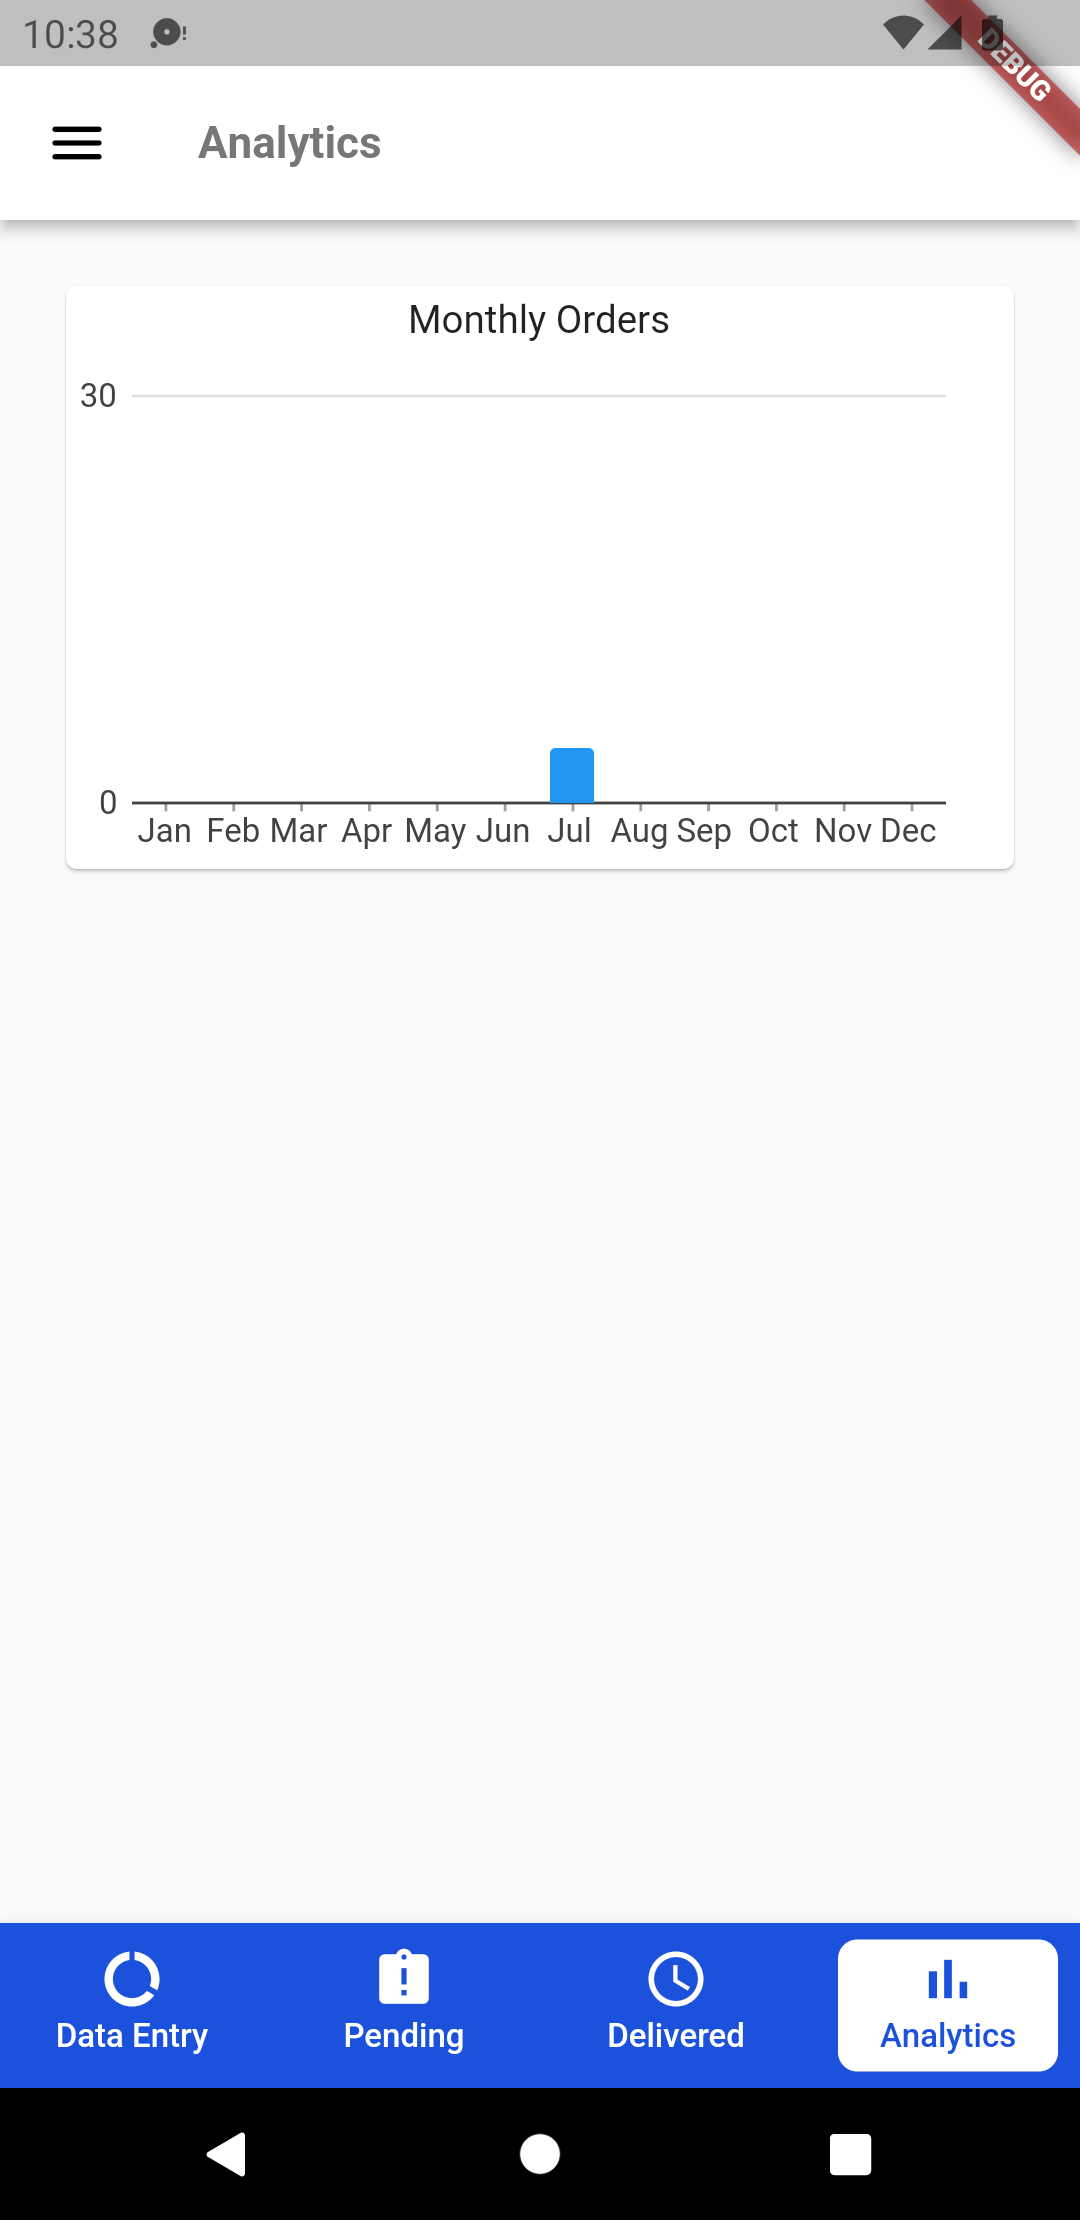 10:38
DEBUG
Analytics
Monthly Orders
30
0
Jan Feb Mar Apr May Jun Jul Aug Sep Oct Nov Dec
Data Entry Pending Delivered Analytics